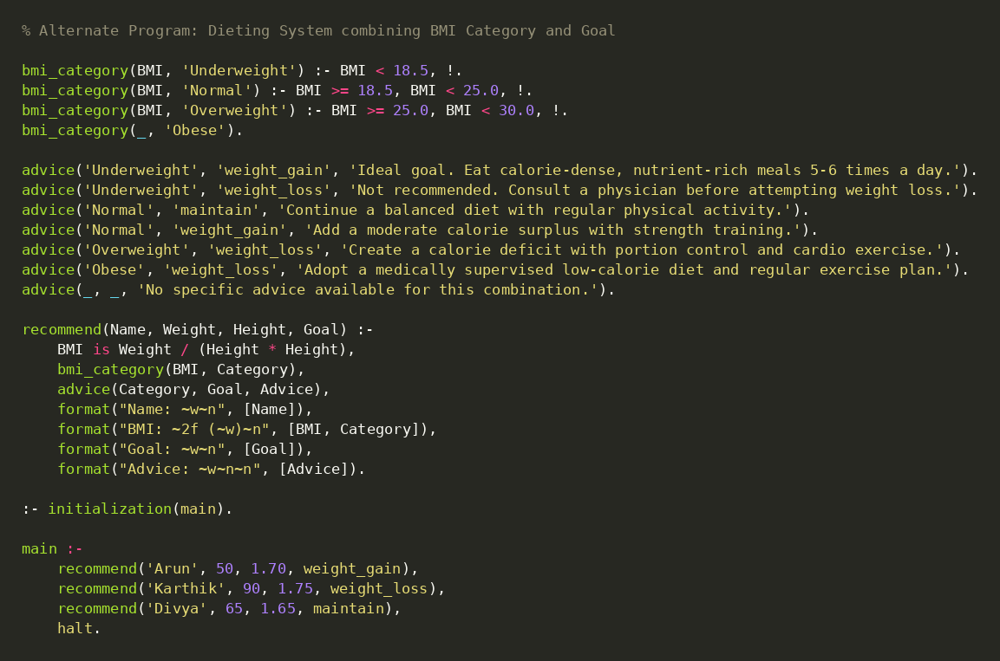 % Alternate Program: Dieting System combining BMI Category and Goal

bmi_category(BMI, 'Underweight') :- BMI < 18.5, !.
bmi_category(BMI, 'Normal') :- BMI >= 18.5, BMI < 25.0, !.
bmi_category(BMI, 'Overweight') :- BMI >= 25.0, BMI < 30.0, !.
bmi_category(_, 'Obese').

advice('Underweight', 'weight_gain', 'Ideal goal. Eat calorie-dense, nutrient-rich meals 5-6 times a day.').
advice('Underweight', 'weight_loss', 'Not recommended. Consult a physician before attempting weight loss.').
advice('Normal', 'maintain', 'Continue a balanced diet with regular physical activity.').
advice('Normal', 'weight_gain', 'Add a moderate calorie surplus with strength training.').
advice('Overweight', 'weight_loss', 'Create a calorie deficit with portion control and cardio exercise.').
advice('Obese', 'weight_loss', 'Adopt a medically supervised low-calorie diet and regular exercise plan.').
advice(_, _, 'No specific advice available for this combination.').

recommend(Name, Weight, Height, Goal) :-
    BMI is Weight / (Height * Height),
    bmi_category(BMI, Category),
    advice(Category, Goal, Advice),
    format("Name: ~w~n", [Name]),
    format("BMI: ~2f (~w)~n", [BMI, Category]),
    format("Goal: ~w~n", [Goal]),
    format("Advice: ~w~n~n", [Advice]).

:- initialization(main).

main :-
    recommend('Arun', 50, 1.70, weight_gain),
    recommend('Karthik', 90, 1.75, weight_loss),
    recommend('Divya', 65, 1.65, maintain),
    halt.